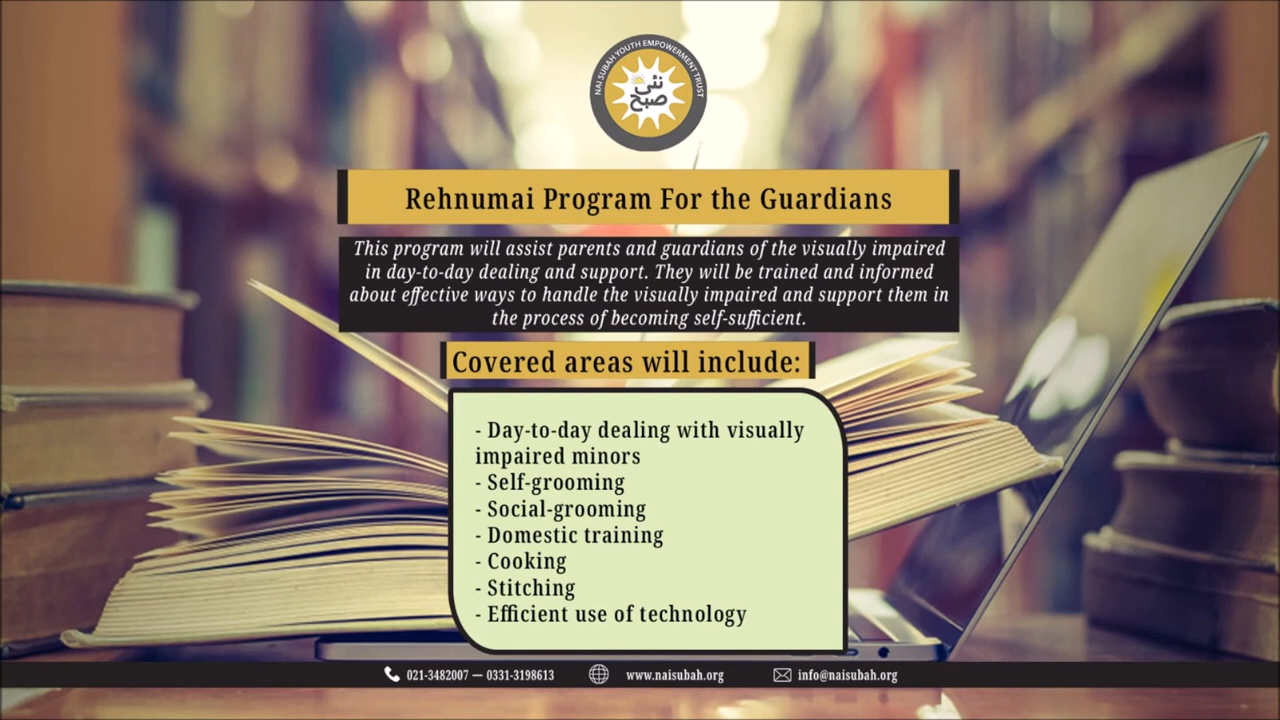 NAI SUBAH YOUTH EMPOWERMENT TRUST
نئی
صبح
Rehnumai Program For the Guardians
This program will assist parents and guardians of the visually impaired
in day-to-day dealing and support. They will be trained and informed
about effective ways to handle the visually impaired and support them in
the process of becoming self-sufficient.
Covered areas will include:
- Day-to-day dealing with visually
impaired minors
- Self-grooming
- Social-grooming
- Domestic training
- Cooking
- Stitching
- Efficient use of technology
021-3482007 — 0331-3198613 www.naisubah.org info@naisubah.org